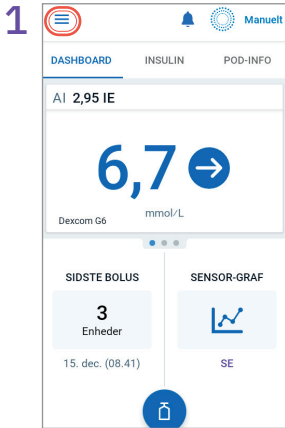 1
Manuelt
DASHBOARD INSULIN POD-INFO
AI 2,95 IE
6,7
mmol/L
Dexcom G6
SIDSTE BOLUS SENSOR-GRAF
3
Enheder
15. dec. (08.41) SE